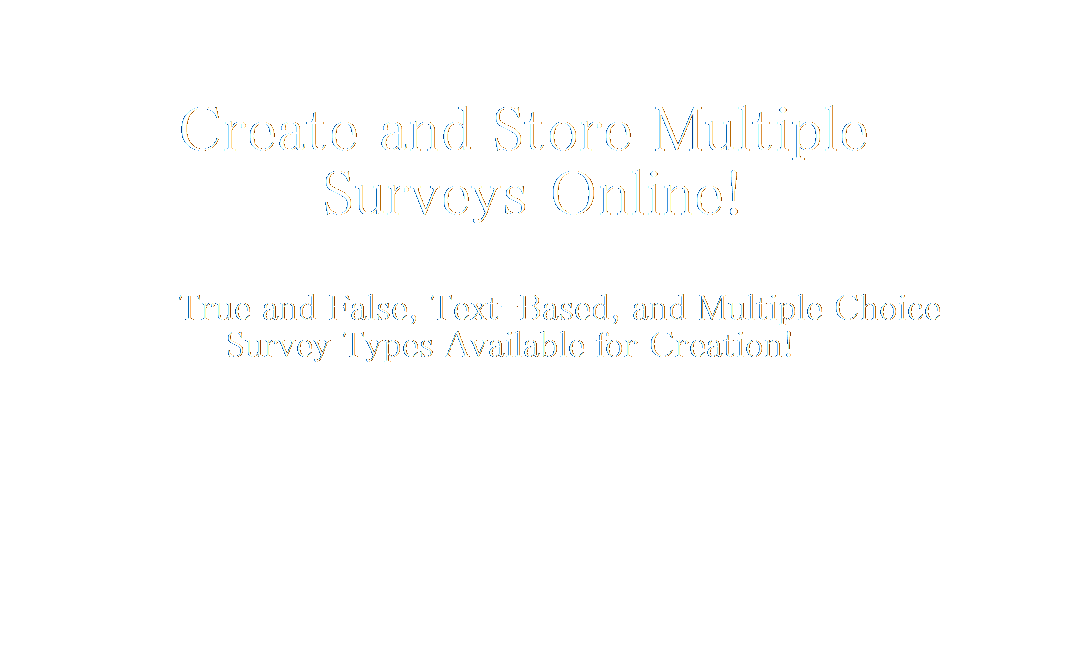 Create and Store Multiple
Surveys Online!
True and False, Text-Based, and Multiple Choice
Survey Types Available for Creation!